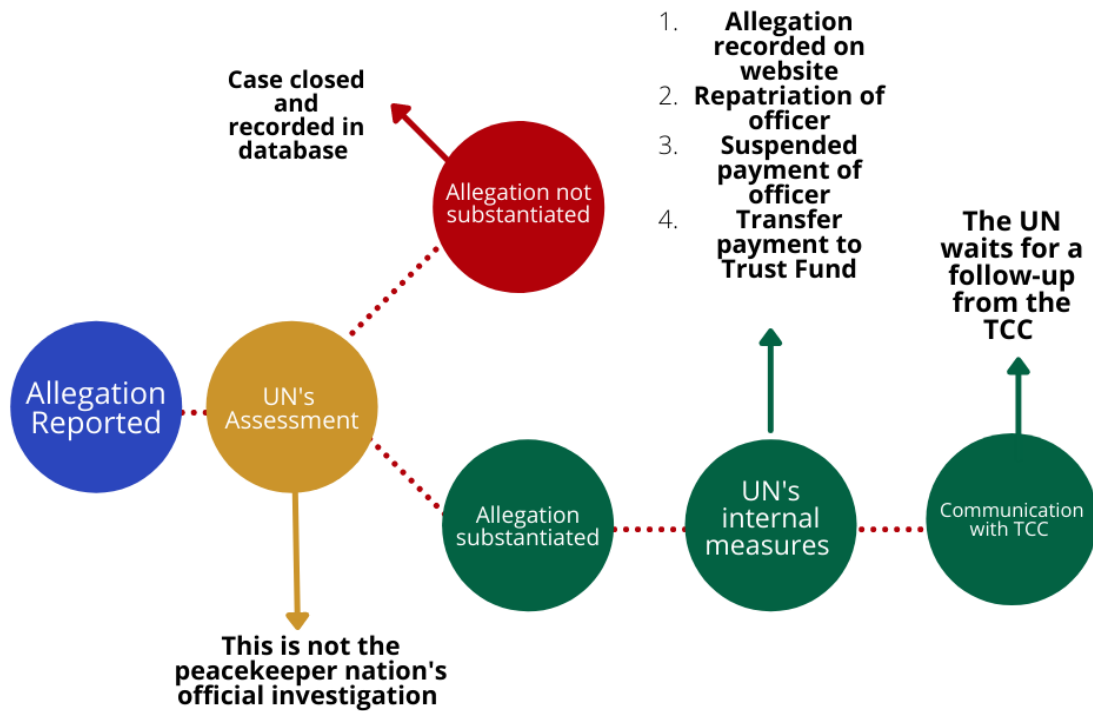 Allegation
Reported
UN's
Assessment
This is not the
peacekeeper nation's
official investigation
Case closed
and
recorded in
database
Allegation not
substantiated
Allegation
substantiated
1. Allegation
recorded on
website
2. Repatriation of
officer
3. Suspended
payment of
officer
4. Transfer
payment to
Trust Fund
UN's
internal
measures
The UN
waits for a
follow-up
from the
TCC
Communication
with TCC